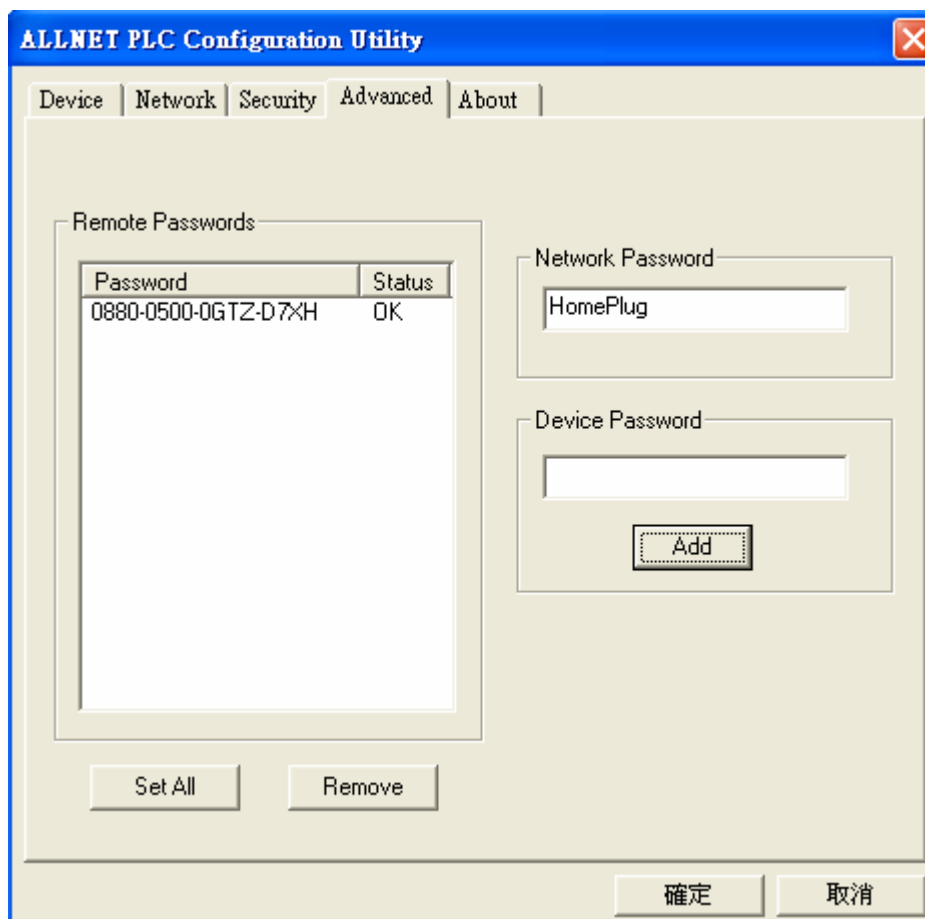 ALLNET PLC Configuration Utility
Device Network Security Advanced About
Remote Passwords
Password Status
0880-0500-0GTZ-D7XH OK
Network Password
HomePlug
Device Password
Add
Set All Remove
確定 取消